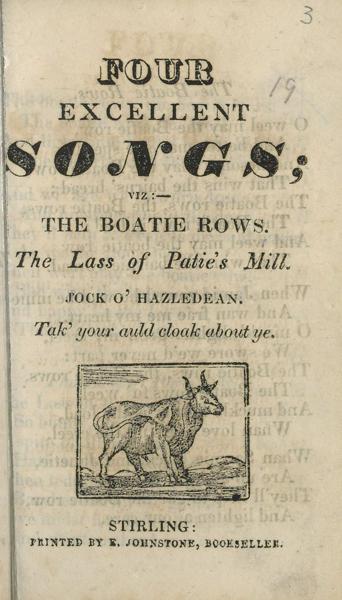 3
19
FOUR
EXCELLENT
SONGS;
VIZ:—
THE BOATIE ROWS.
The Lass of Patie's Mill.
JOCK O' HAZLEDEAN.
Tak' your auld cloak about ye.
STIRLING:
PRINTED BY E. JOHNSTONE, BOOKSELLER.